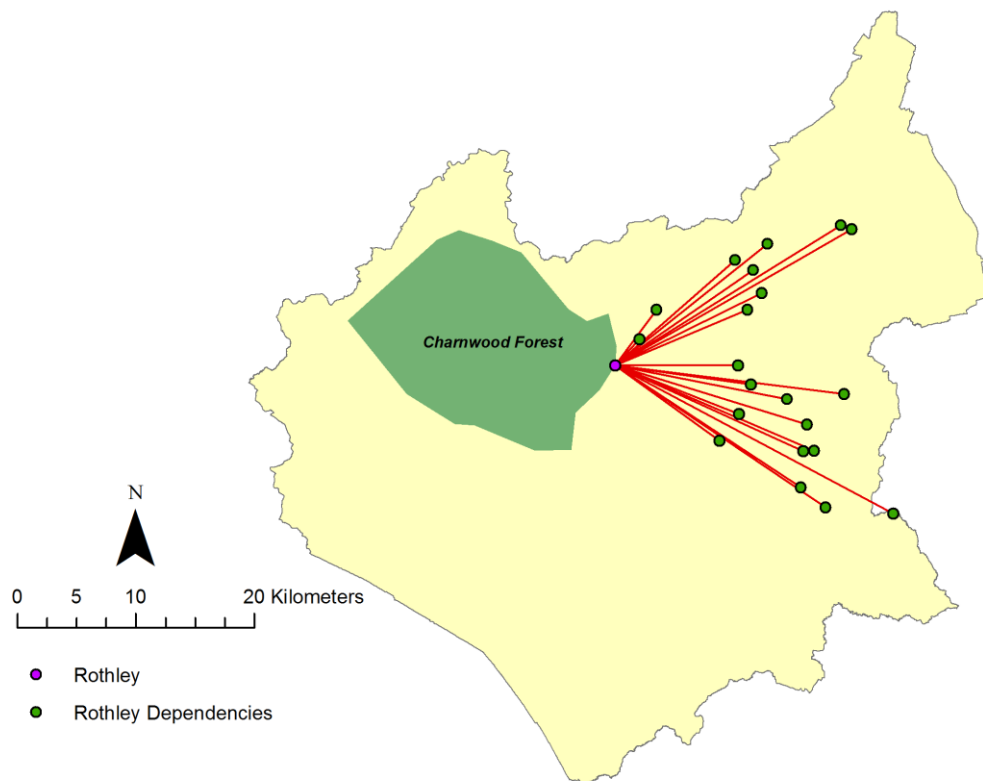 Charnwood Forest
N
0 5 10 20 Kilometers
Rothley
Rothley Dependencies